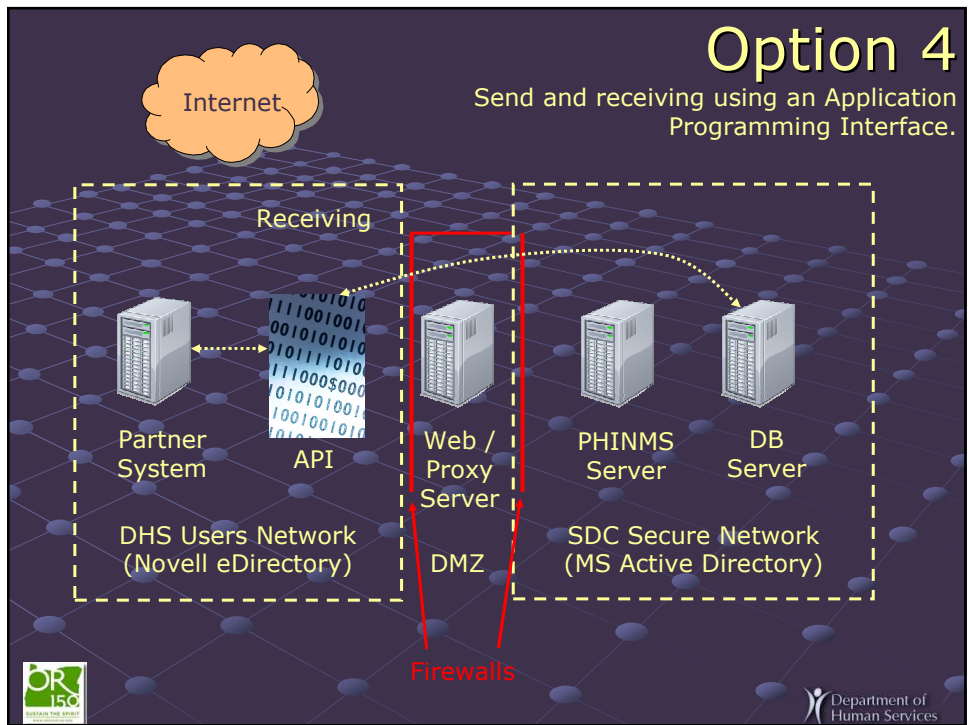 Option 4
Send and receiving using an Application
Programming Interface.
Internet
Receiving
Partner
System
API
Web /
Proxy
Server
PHINMS
Server
DB
Server
DHS Users Network
(Novell eDirectory)
DMZ
SDC Secure Network
(MS Active Directory)
Firewalls
OR
150
SUSTAIN THE SPIRIT
Department of
Human Services